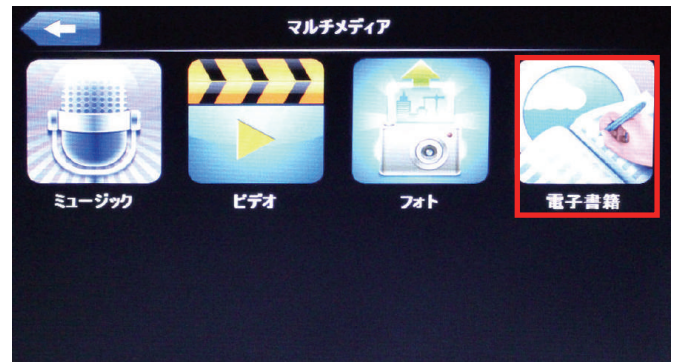 マルチメディア
ミュージック
ビデオ
フォト
電子書籍